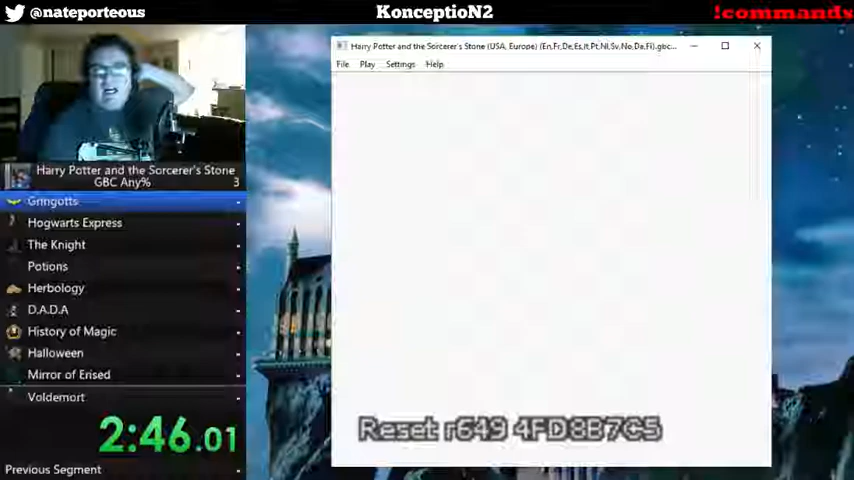 @nateporteous
KonceptioN2
!commands
Harry Potter and the Sorcerer's Stone (USA, Europe) (En,Fr,De,Es,It,Pt,Nl,Sv,No,Da,Fi).gbc...
File Play Settings Help
Harry Potter and the Sorcerer's Stone
GBC Any% 3
Gringotts -
Hogwarts Express -
The Knight -
Potions -
Herbology -
D.A.D.A -
History of Magic -
Halloween -
Mirror of Erised -
Voldemort -
2:46.01
Previous Segment -
Reset r649 4FD8B7C5